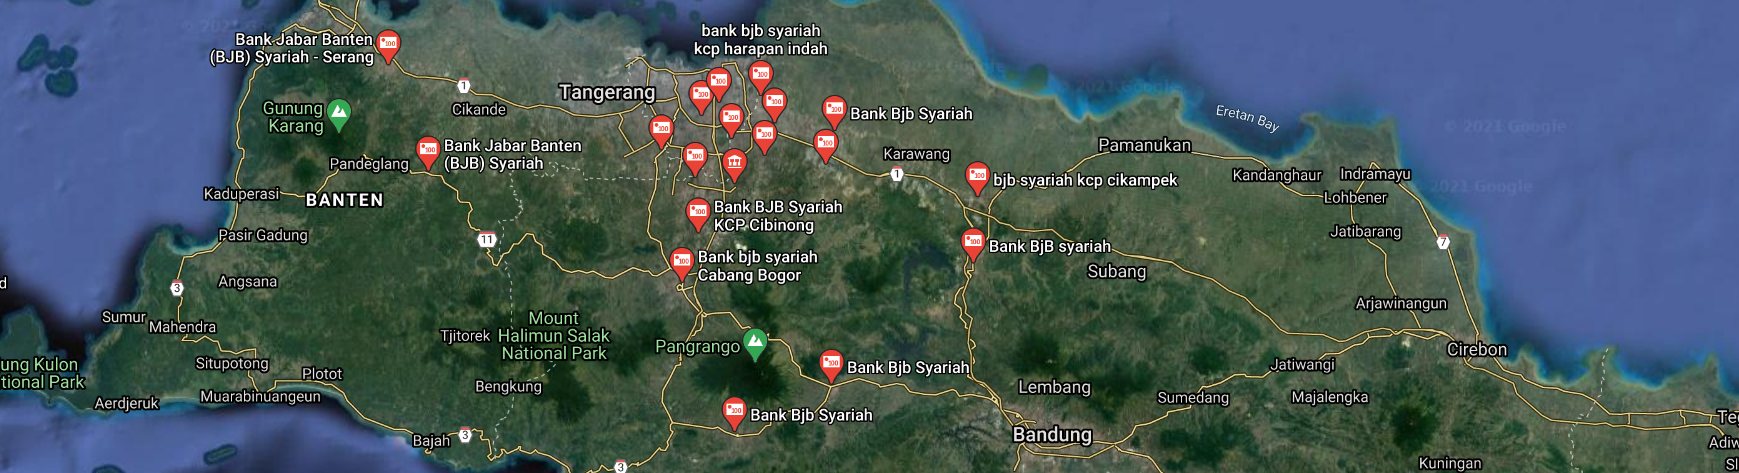 © 2021 Google
bank bjb syariah
kcp harapan indah
Bank Jabar Banten
(BJB) Syariah - Serang
100
1
Tangerang
Cikande
Gunung
Karang
Bank Bjb Syariah
Eretan Bay
© 2021 Google
Bank Jabar Banten
(BJB) Syariah
Pandeglang
Karawang
Pamanukan
1
bjb syariah kcp cikampek
Kandanghaur
Indramayu
© 2021 Google
Kaduperasi
BANTEN
Lohbener
Bank BJB Syariah
KCP Cibinong
Pasir Gadung
11
Jatibarang
7
Bank BjB syariah
Bank bjb syariah
Cabang Bogor
Subang
Angsana
3
d
Arjawinangun
Sumur
Mahendra
Tjitorek
Mount
Halimun Salak
National Park
Pangrango
Cirebon
ung Kulon
tional Park
Situpotong
Plotot
Bank Bjb Syariah
Jatiwangi
Bengkung
Lembang
Aerdjeruk
Muarabinuangeun
Sumedang
Majalengka
Bank Bjb Syariah
Te
Bajah
3
Bandung
Adiw
3
Kuningan
Sl